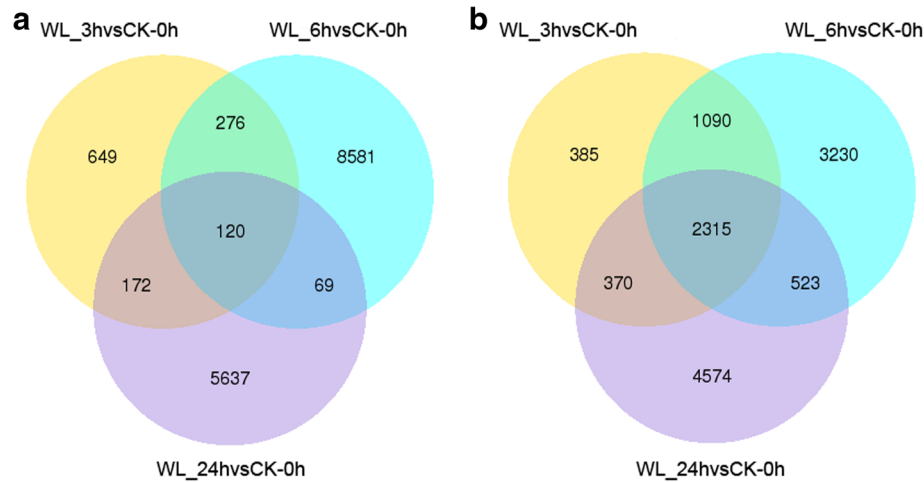 a
WL_3hvsCK-0h
WL_6hvsCK-0h
276
649
8581
120
172
69
5637
WL_24hvsCK-0h
b
WL_3hvsCK-0h
WL_6hvsCK-0h
1090
385
3230
2315
370
523
4574
WL_24hvsCK-0h